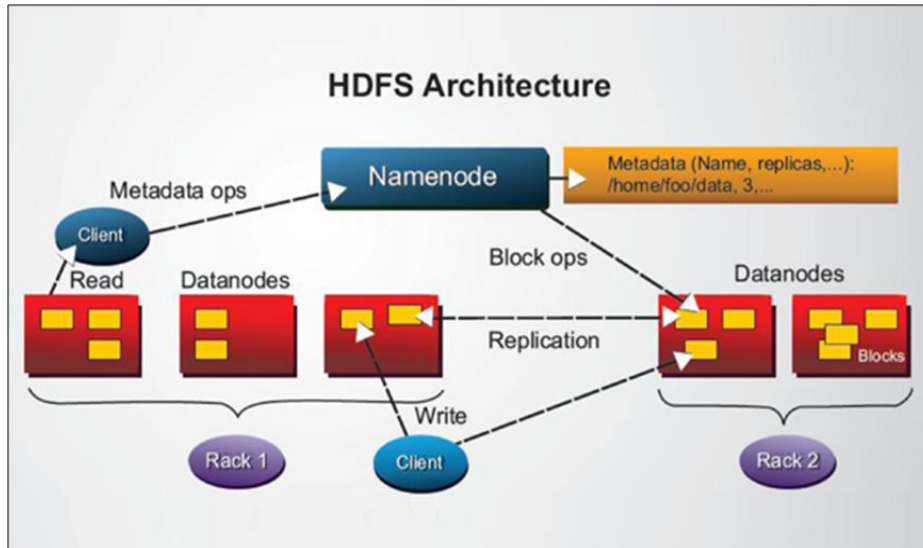 HDFS Architecture
Namenode
Metadata (Name, replicas,...):
/home/foo/data, 3,...
Metadata ops
Client
Block ops
Read
Datanodes
Datanodes
Replication
Blocks
Write
Rack 1
Client
Rack 2